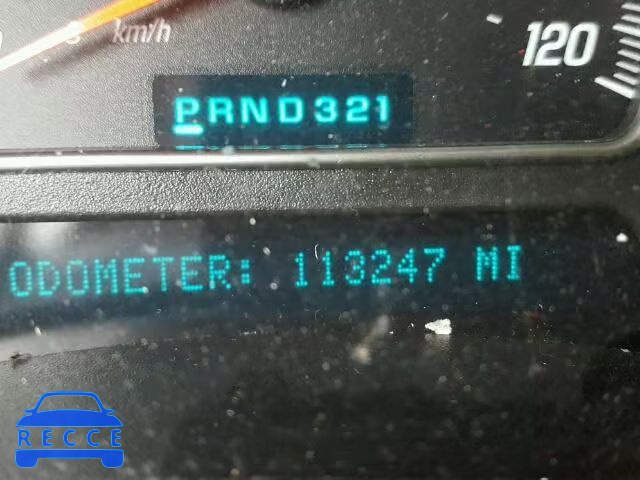 km/h
120
PRND321
ODOMETER: 113247 MI
RECCE